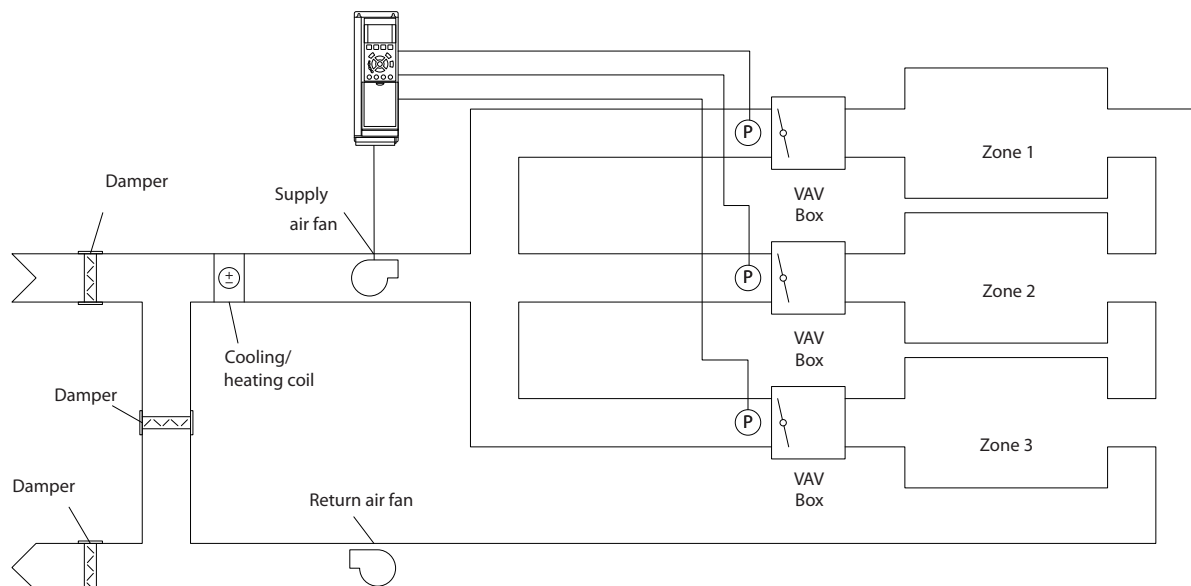 Damper
Supply
air fan
P
VAV
Box
Zone 1
±
P
VAV
Box
Zone 2
Cooling/
heating coil
Damper
P
VAV
Box
Zone 3
Damper
Return air fan